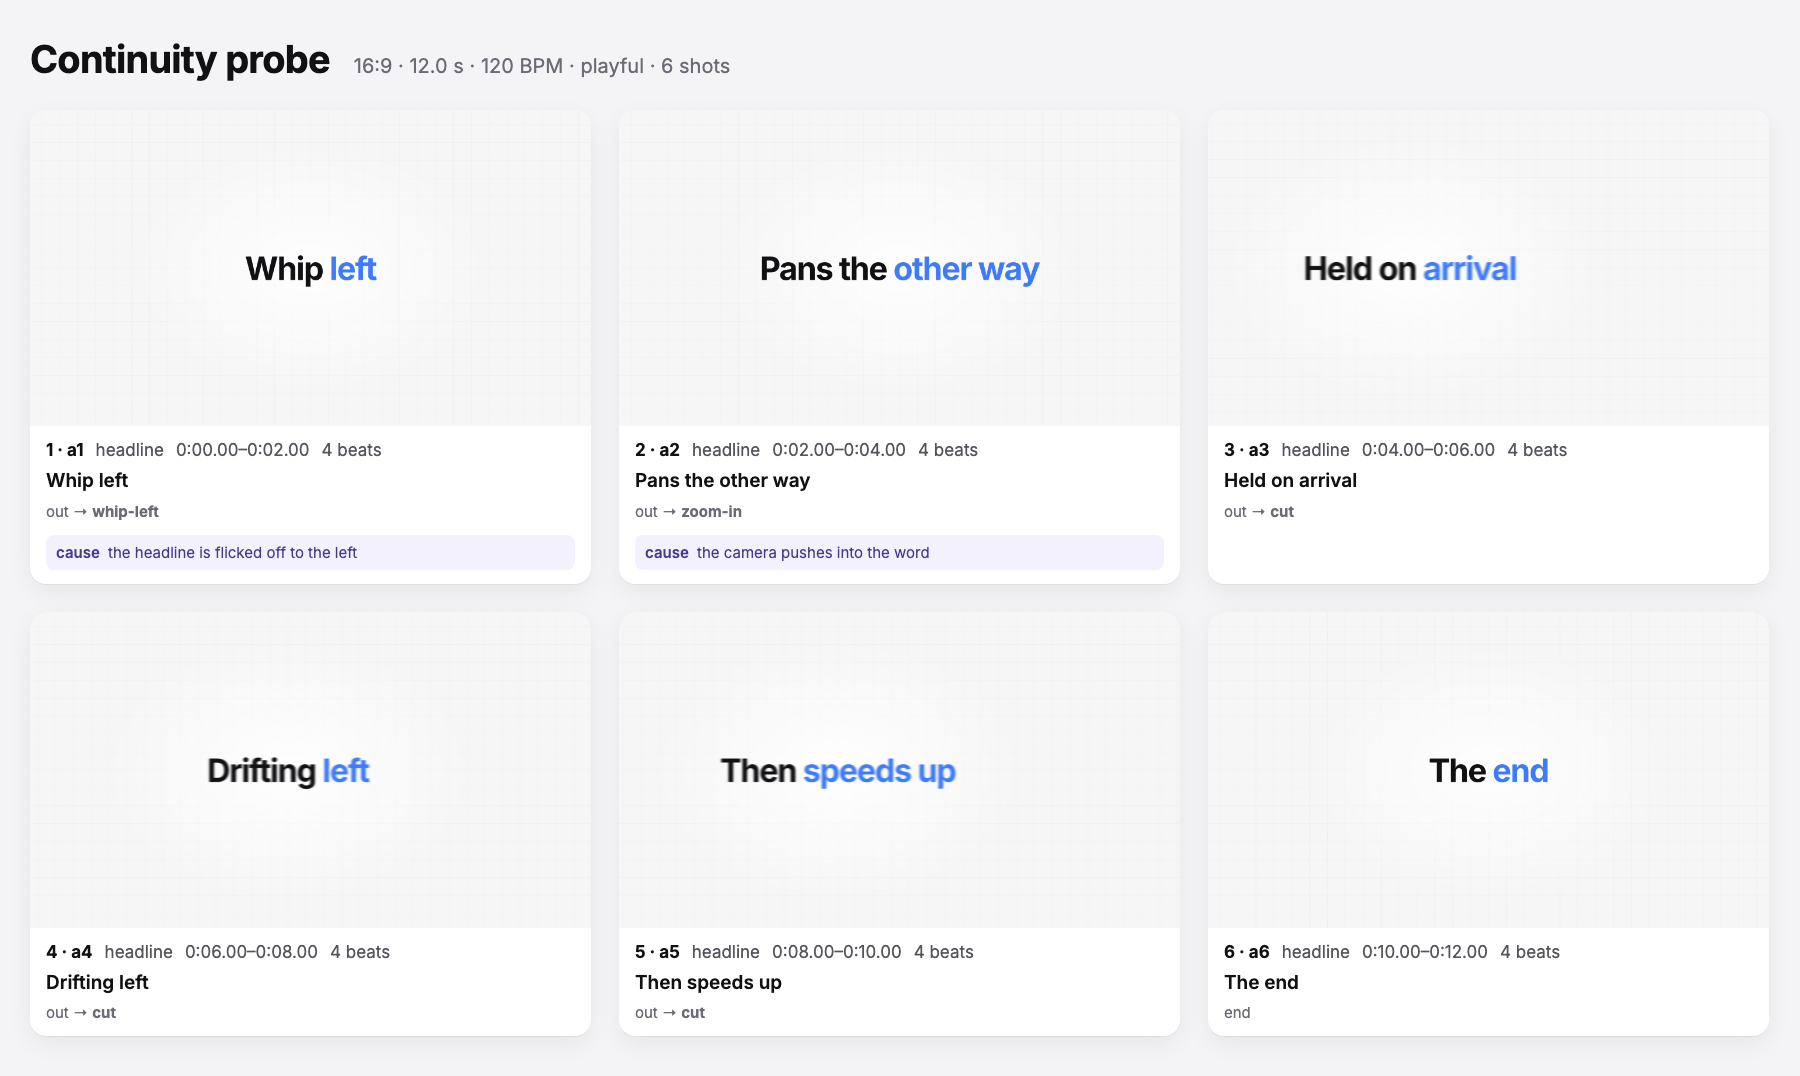 Continuity probe 16:9 · 12.0 s · 120 BPM · playful · 6 shots
Whip left
1 · a1 headline 0:00.00–0:02.00 4 beats
Whip left
out → whip-left
cause the headline is flicked off to the left
Pans the other way
2 · a2 headline 0:02.00–0:04.00 4 beats
Pans the other way
out → zoom-in
cause the camera pushes into the word
Held on arrival
3 · a3 headline 0:04.00–0:06.00 4 beats
Held on arrival
out → cut
Drifting left
4 · a4 headline 0:06.00–0:08.00 4 beats
Drifting left
out → cut
Then speeds up
5 · a5 headline 0:08.00–0:10.00 4 beats
Then speeds up
out → cut
The end
6 · a6 headline 0:10.00–0:12.00 4 beats
The end
end